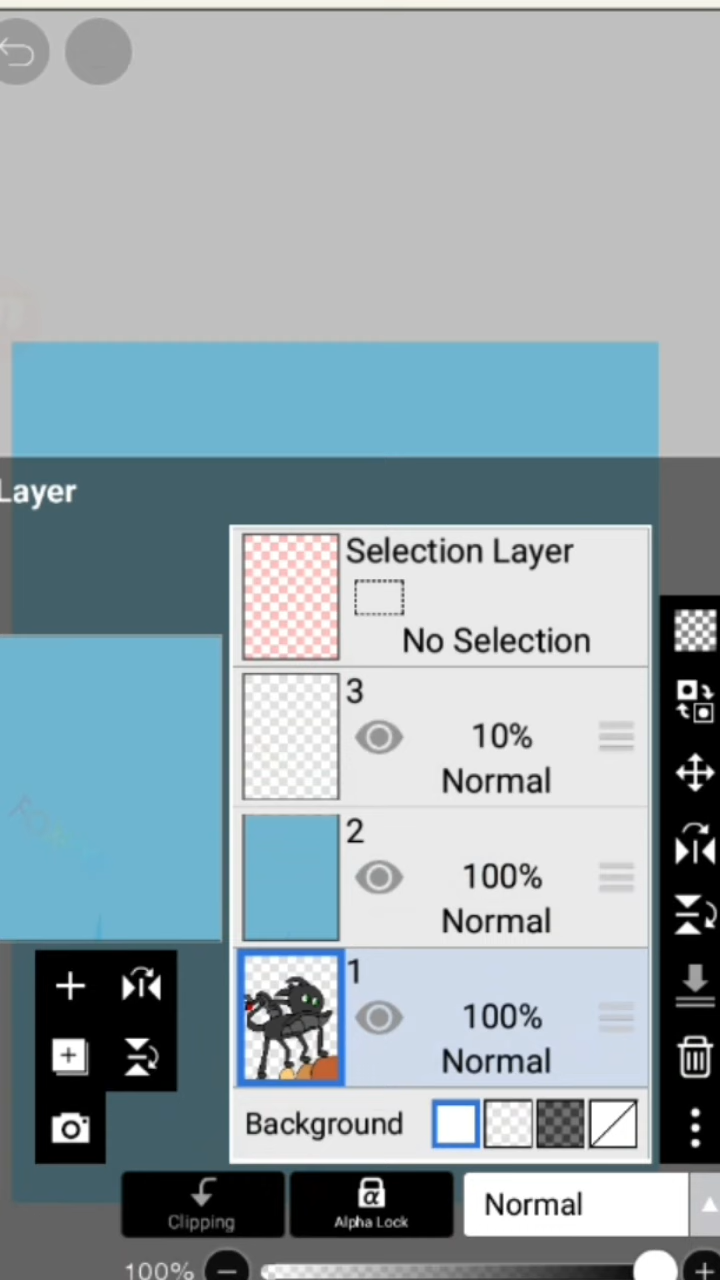 Layer
Selection Layer
No Selection
3
10%
Normal
2
100%
Normal
1
100%
Normal
Background
Clipping
α
Alpha Lock
Normal
100%